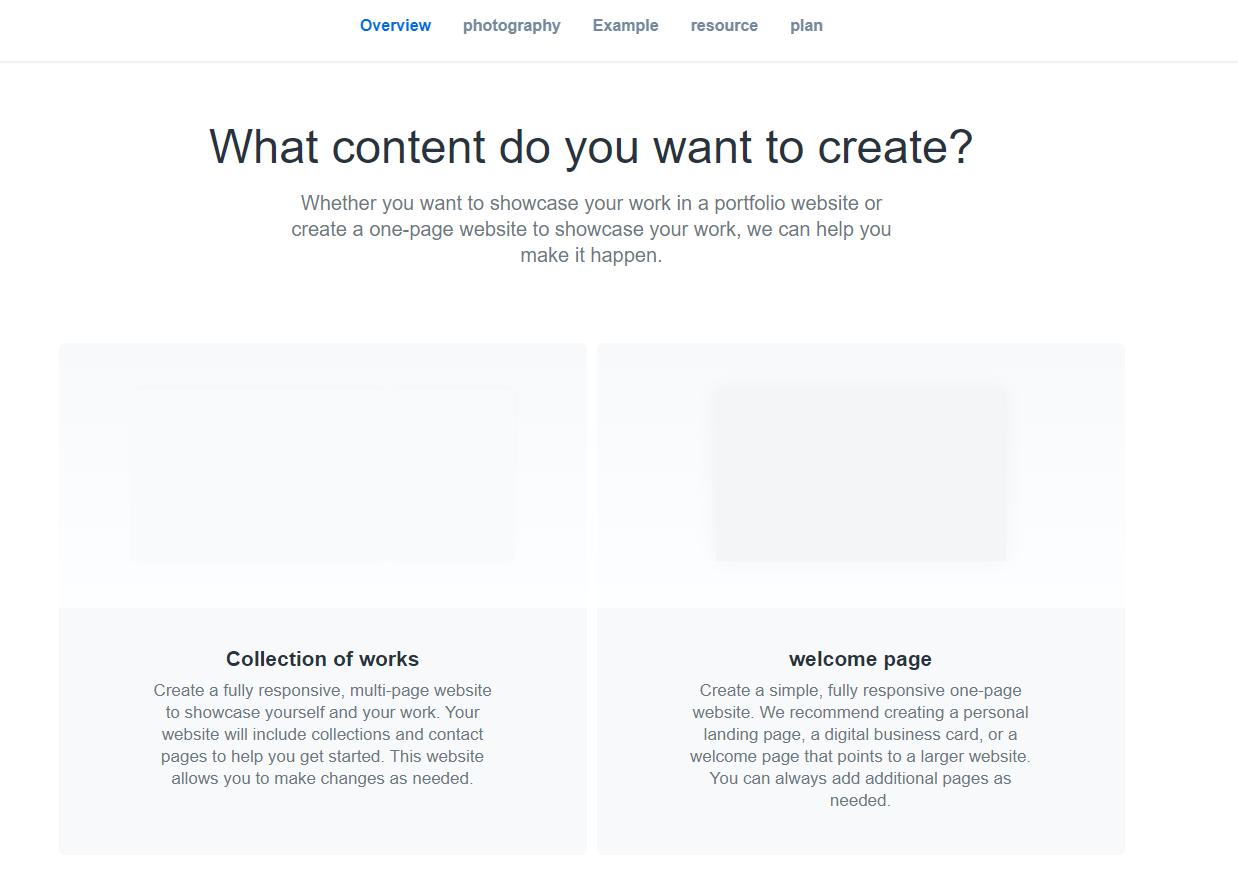 Overview photography Example resource plan
What content do you want to create?
Whether you want to showcase your work in a portfolio website or
create a one-page website to showcase your work, we can help you
make it happen.
Collection of works
Create a fully responsive, multi-page website
to showcase yourself and your work. Your
website will include collections and contact
pages to help you get started. This website
allows you to make changes as needed.
welcome page
Create a simple, fully responsive one-page
website. We recommend creating a personal
landing page, a digital business card, or a
welcome page that points to a larger website.
You can always add additional pages as
needed.